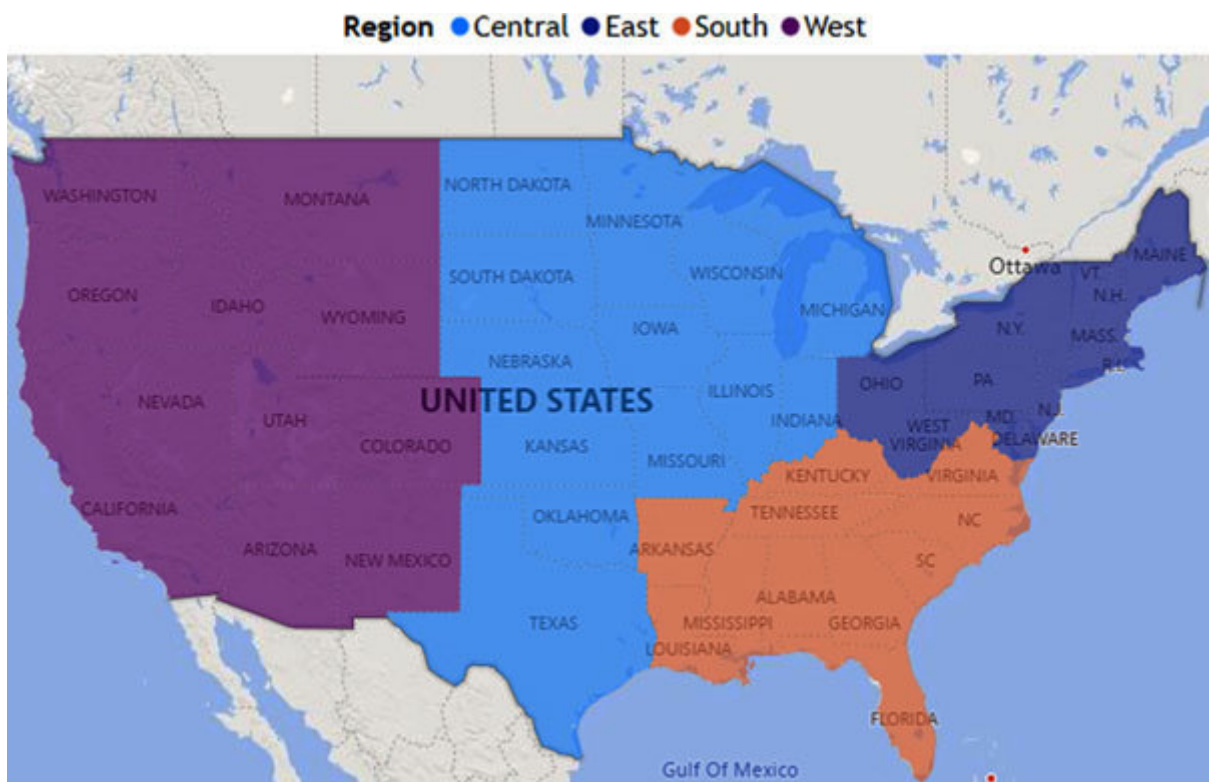 Region Central East South West
WASHINGTON
MONTANA
NORTH DAKOTA
MINNESOTA
OREGON
IDAHO
WYOMING
SOUTH DAKOTA
WISCONSIN
MICHIGAN
Ottawa
MAINE
VT.
N.H.
IOWA
N.Y.
MASS.
R.I.
NEBRASKA
NEVADA
UTAH
UNITED STATES
ILLINOIS
OHIO
PA
COLORADO
KANSAS
INDIANA
WEST
VIRGINIA
MD.
N.J.
DELAWARE
MISSOURI
KENTUCKY
VIRGINIA
CALIFORNIA
OKLAHOMA
TENNESSEE
NC
ARIZONA
NEW MEXICO
ARKANSAS
SC
ALABAMA
TEXAS
MISSISSIPPI
GEORGIA
LOUISIANA
FLORIDA
Gulf Of Mexico